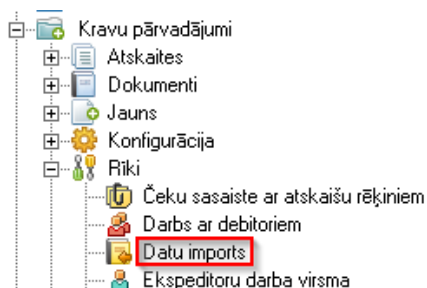 Kravu pārvadājumi
Atskaites
Dokumenti
Jauns
Konfigurācija
Rīki
Čeku sasaiste ar atskaišu rēķiniem
Darbs ar debitoriem
Datu imports
Ekspeditoru darba virsma